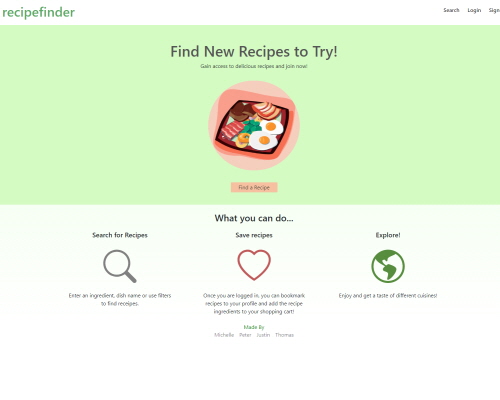 recipefinder
Search Login Sign
Find New Recipes to Try!
Gain access to delicious recipes and join now!
Find a Recipe
What you can do...
Search for Recipes
Enter an ingredient, dish name or use filters
to find receipes.
Save recipes
Once you are logged in, you can bookmark
recipes to your profile and add the recipe
ingredients to your shopping cart!
Explore!
Enjoy and get a taste of different cuisines!
Made By
Michelle Peter Justin Thomas